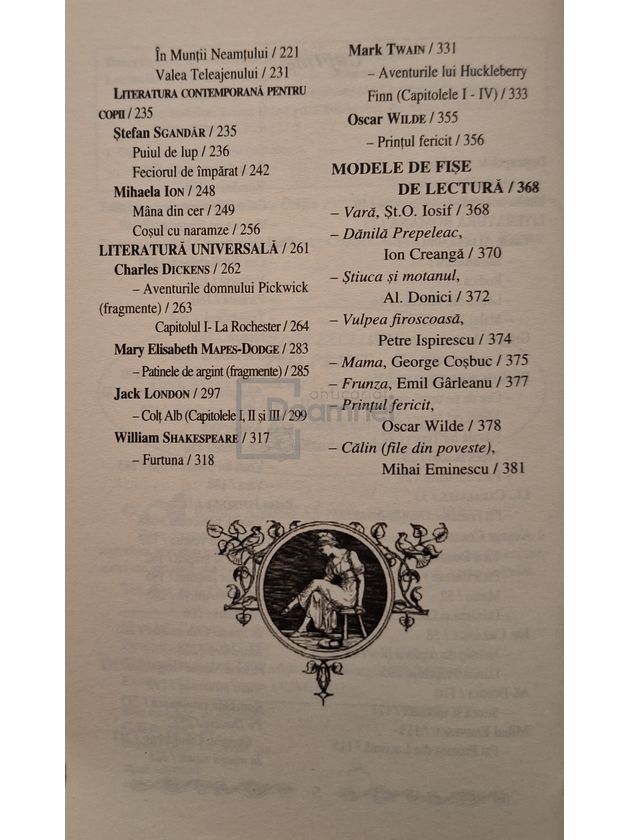 În Munții Neamțului / 221
Valea Teleajenului / 231
LITERATURA CONTEMPORANĂ PENTRU
COPII / 235
Ștefan SGANDĂR / 235
Puiul de lup / 236
Feciorul de împărat / 242
Mihaela ION / 248
Mâna din cer / 249
Coșul cu naramze / 256
LITERATURĂ UNIVERSALĂ / 261
Charles DICKENS / 262
– Aventurile domnului Pickwick
(fragmente) / 263
Capitolul I- La Rochester / 264
Mary Elisabeth MAPES-DODGE / 283
– Patinele de argint (fragmente) / 285
Jack LONDON / 297
– Colț Alb (Capitolele I, II și III / 299
William SHAKESPEARE / 317
– Furtuna / 318
Mark TWAIN / 331
– Aventurile lui Huckleberry
Finn (Capitolele I - IV) / 333
Oscar WILDE / 355
– Prințul fericit / 356
MODELE DE FIȘE
DE LECTURĂ / 368
– Vară, Șt.O. Iosif / 368
– Dănilă Prepeleac,
Ion Creangă / 370
– Știuca și motanul,
Al. Donici / 372
– Vulpea firoscoasă,
Petre Ispirescu / 374
– Mama, George Coșbuc / 375
– Frunza, Emil Gârleanu / 377
– Prințul fericit,
Oscar Wilde / 378
– Călin (file din poveste),
Mihai Eminescu / 381